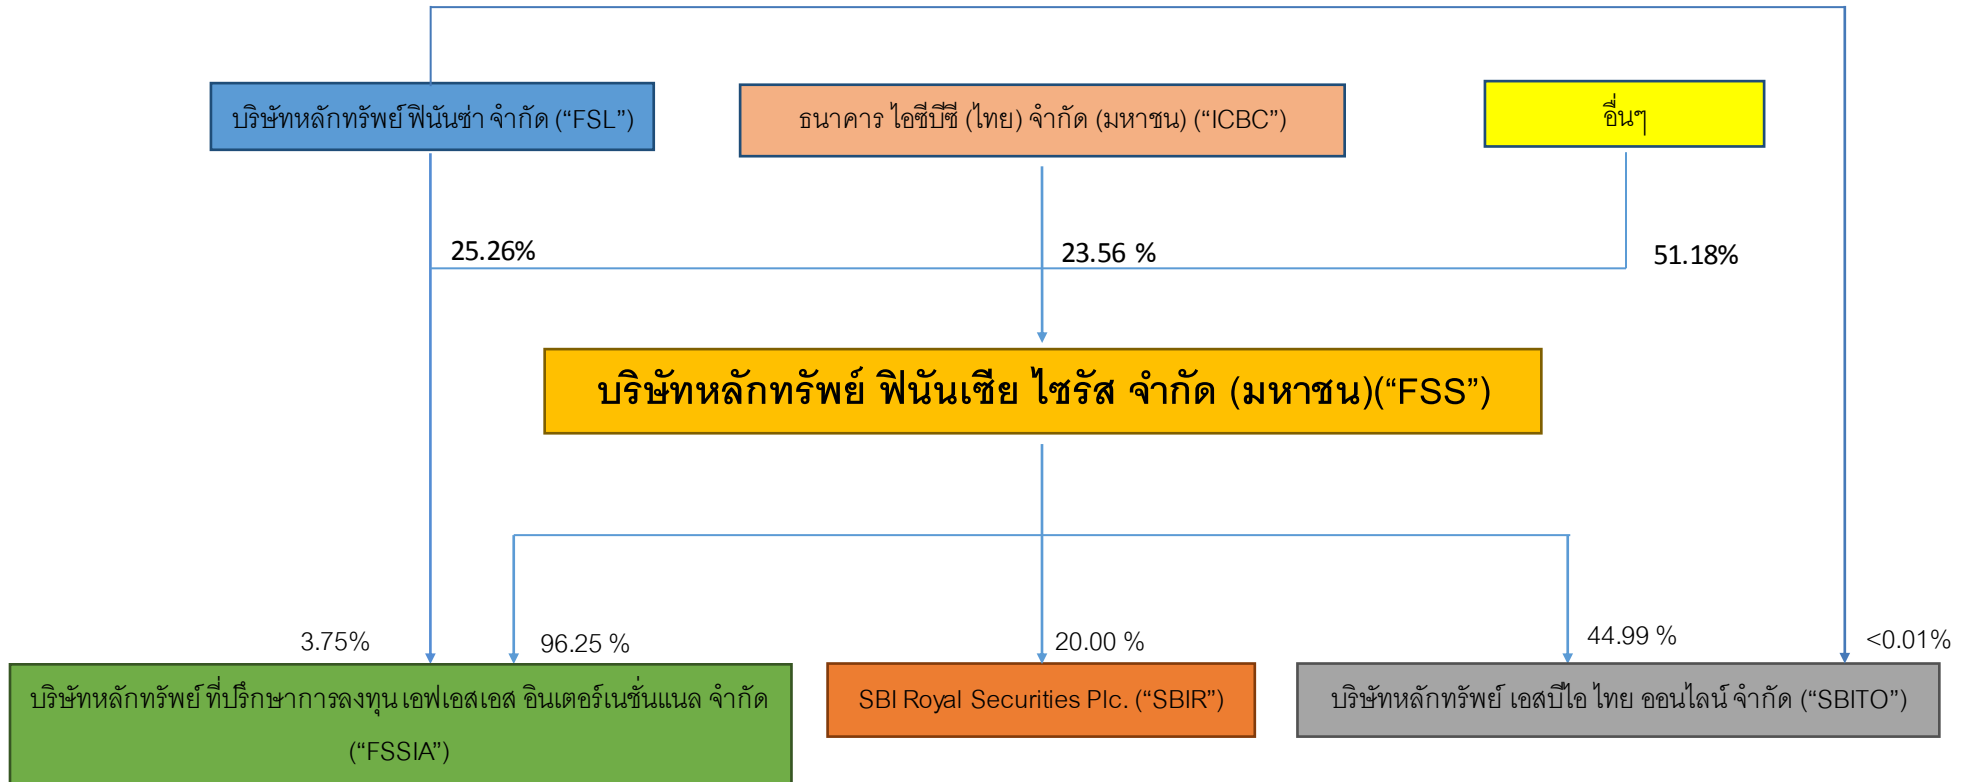 บริษัทหลักทรัพย์ ฟินันซ่า จำกัด (“FSL”)
ธนาคาร ไอซีบีซี (ไทย) จำกัด (มหาชน) (“ICBC”)
อื่นๆ
25.26%
23.56 %
51.18%
บริษัทหลักทรัพย์ ฟินันเซีย ไซรัส จำกัด (มหาชน)(“FSS”)
3.75%
96.25 %
20.00 %
44.99 %
<0.01%
บริษัทหลักทรัพย์ ที่ปรึกษาการลงทุน เอฟเอสเอส อินเตอร์เนชั่นแนล จำกัด
(“FSSIA”)
SBI Royal Securities Plc. (“SBIR”)
บริษัทหลักทรัพย์ เอสบีไอ ไทย ออนไลน์ จำกัด (“SBITO”)